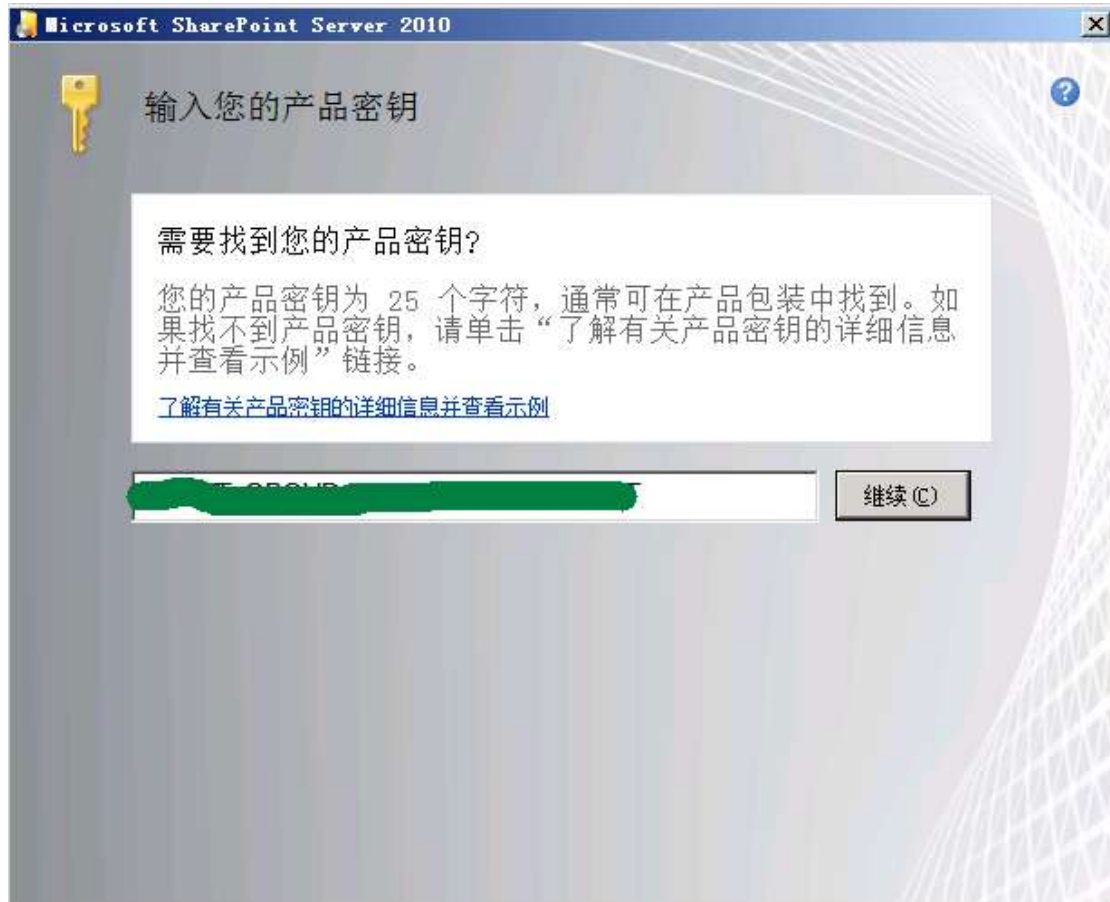 Microsoft SharePoint Server 2010
输入您的产品密钥
需要找到您的产品密钥?
您的产品密钥为 25 个字符，通常可在产品包装中找到。如
果找不到产品密钥，请单击“了解有关产品密钥的详细信息
并查看示例”链接。
了解有关产品密钥的详细信息并查看示例
继续(C)